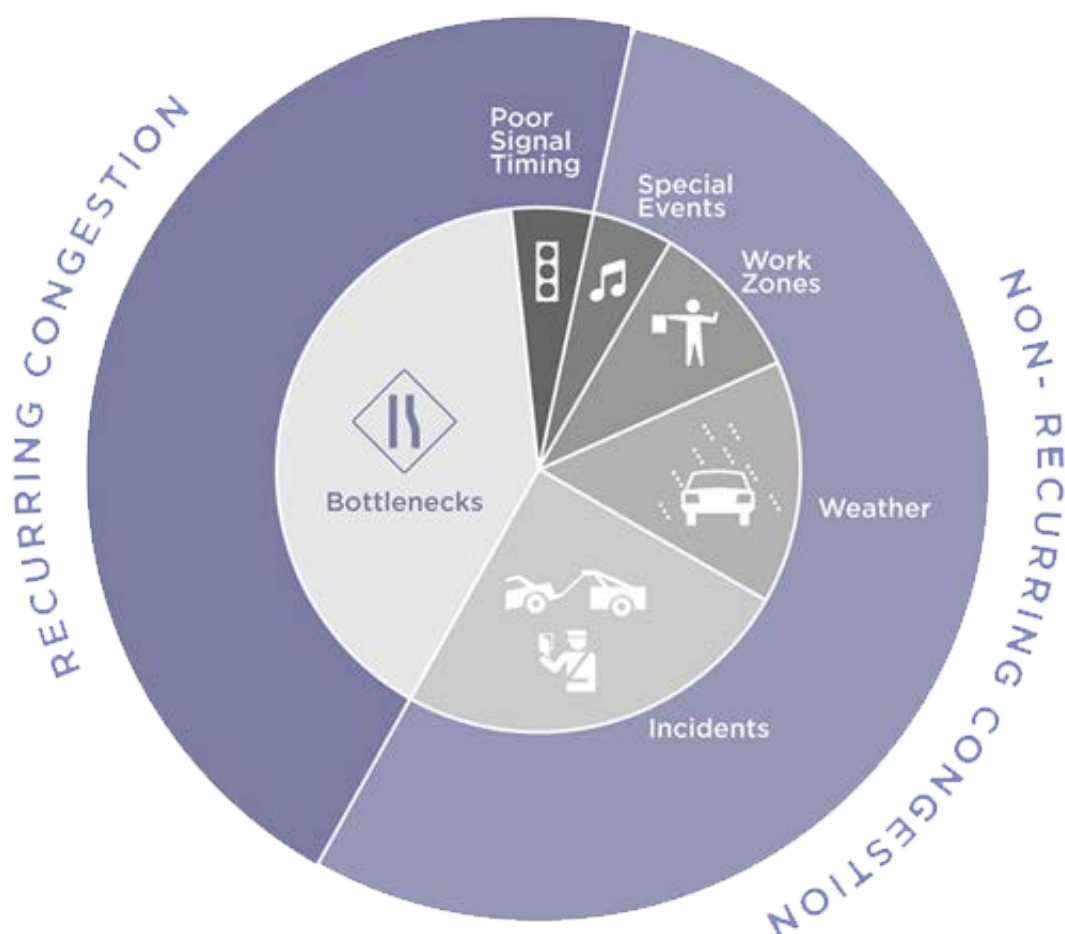 RECURRING CONGESTION
Poor
Signal
Timing
Special
Events
Work
Zones
Weather
Incidents
Bottlenecks
NON- RECURRING CONGESTION